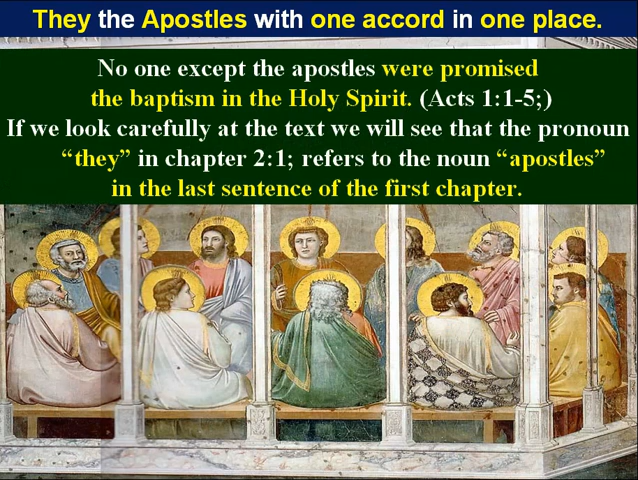 They the Apostles with one accord in one place.
No one except the apostles were promised
the baptism in the Holy Spirit. (Acts 1:1-5;)
If we look carefully at the text we will see that the pronoun
“they” in chapter 2:1; refers to the noun “apostles”
in the last sentence of the first chapter.